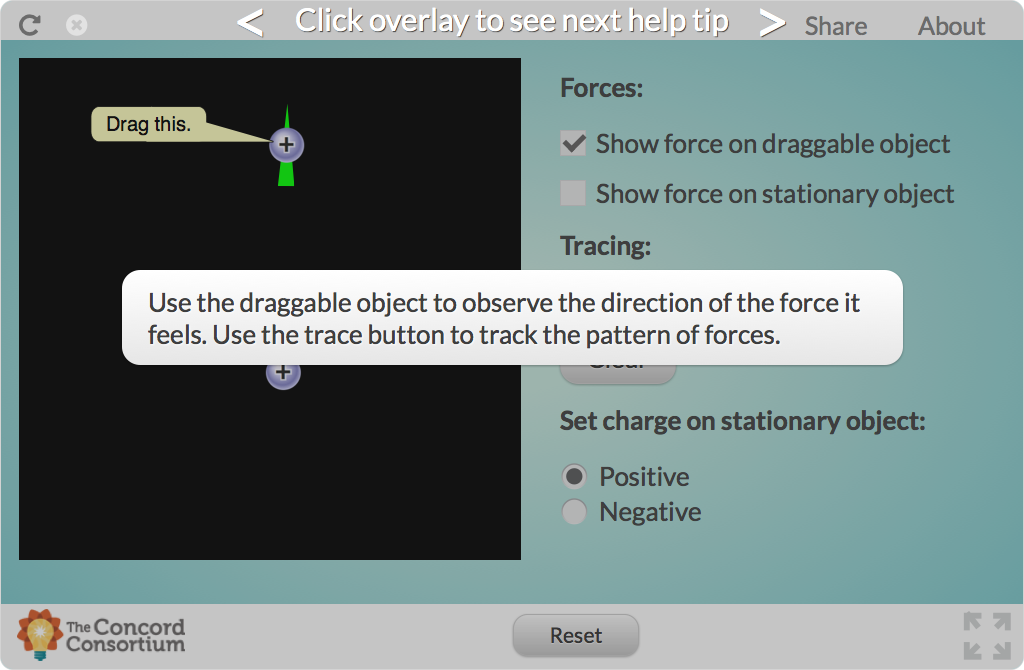 < Click overlay to see next help tip >
Share
About
Drag this.
+
Forces:
Show force on draggable object
Show force on stationary object
Tracing:
Use the draggable object to observe the direction of the force it
feels. Use the trace button to track the pattern of forces.
+
Clear
Set charge on stationary object:
Positive
Negative
The Concord
Consortium
Reset